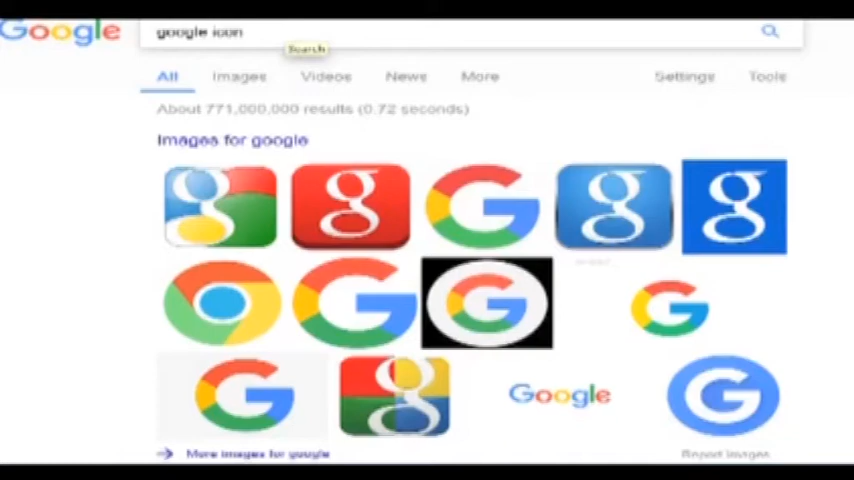 Google google icon
Search
All Images Videos News More Settings Tools
About 771,000,000 results (0.72 seconds)
Images for google
g g G g g
G G G
G g Google G
More images for google Report images